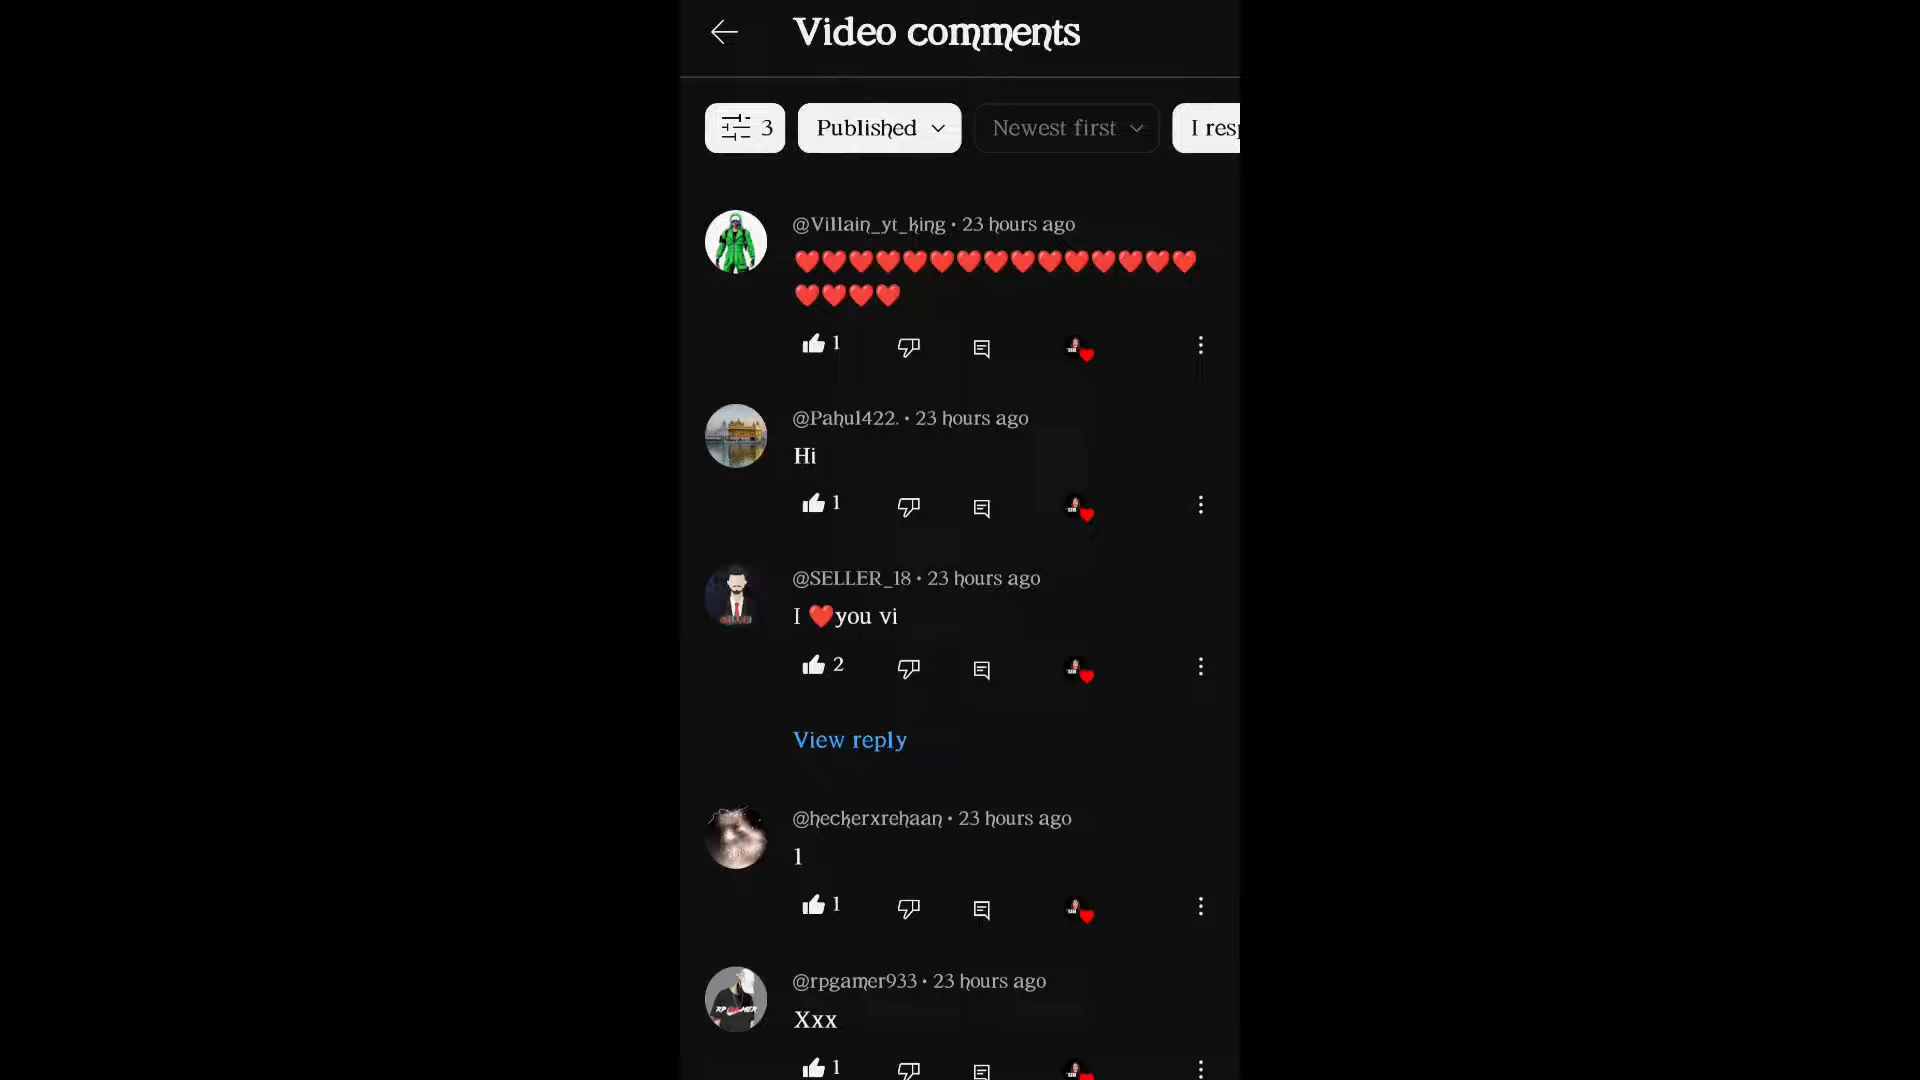 Video comments
3 Published Newest first I resp
@Villain_yt_king • 23 hours ago
❤️❤️❤️❤️❤️❤️❤️❤️❤️❤️❤️❤️❤️❤️❤️
❤️❤️❤️❤️
1
@Pahul422. • 23 hours ago
Hi
1
@SELLER_18 • 23 hours ago
I ❤️you vi
2
View reply
@heckerxrehaan • 23 hours ago
1
1
@rpgamer933 • 23 hours ago
Xxx
1